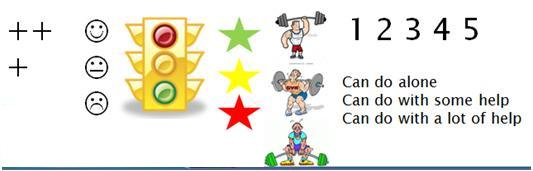 ++
+
1 2 3 4 5
Can do alone
Can do with some help
Can do with a lot of help